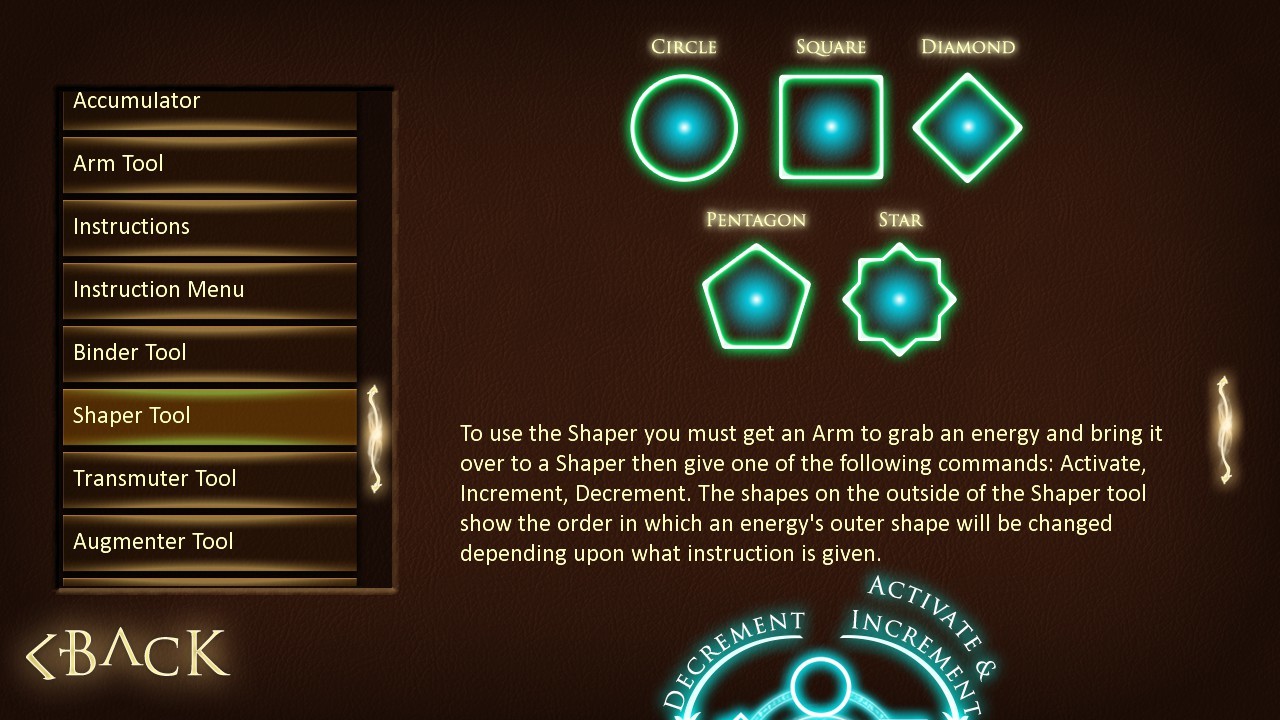 Accumulator
Arm Tool
Instructions
Instruction Menu
Binder Tool
Shaper Tool
Transmuter Tool
Augmenter Tool
<BACK
CIRCLE SQUARE DIAMOND
PENTAGON STAR
To use the Shaper you must get an Arm to grab an energy and bring it
over to a Shaper then give one of the following commands: Activate,
Increment, Decrement. The shapes on the outside of the Shaper tool
show the order in which an energy's outer shape will be changed
depending upon what instruction is given.
DECREMENT
ACTIVATE &
INCREMENT